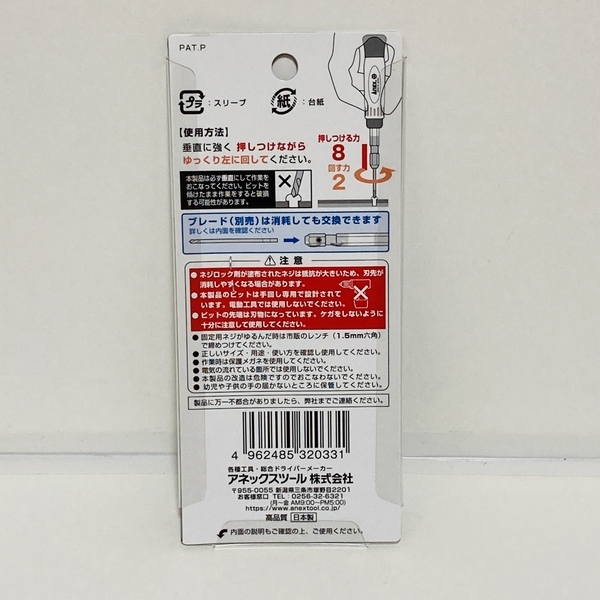 PAT.P
プラ : スリーブ 紙 : 台紙
ANEX
【使用方法】
垂直に強く 押しつけながら
ゆっくり左に回してください。
押しつける力
8
回す力
2
本製品は必ず垂直にして作業を
おこなってください。ビットを
傾けたまま作業をすると破損
する可能性があります。
ブレード(別売)は消耗しても交換できます
詳しくは内面を確認ください
⚠ 注意
●ネジロック剤が塗布されたネジは抵抗が大きいため、刃先が
消耗しやすくなる場合があります。
●本製品のビットは手回し専用で設計されて
います。電動工具では使用しないでください。
●ビットの先端は刃物になっています。ケガをしないように
十分に注意して使用してください。
●固定用ネジがゆるんだ時は市販のレンチ(1.5mm六角)
で締めつけてください。
●正しいサイズ・用途・使い方を確認し使用してください。
●作業時は保護メガネを使用してください。
●電気の流れている箇所では使用しないでください。
●本製品の改造は危険ですのでおこなわないでください。
●幼児や子供の手の届かないところに保管してください。
製品に万一不都合がありましたら、弊社までご連絡ください。
4 962485 320331
各種工具・総合ドライバーメーカー
アネックスツール 株式会社
〒955-0055 新潟県三条市塚野目2201
お客様窓口 TEL 0256-32-6321
(月〜金 AM9:00〜PM5:00)
https://www.anextool.co.jp/
高品質 日本製
内面の説明もご確認の上、ご使用ください。